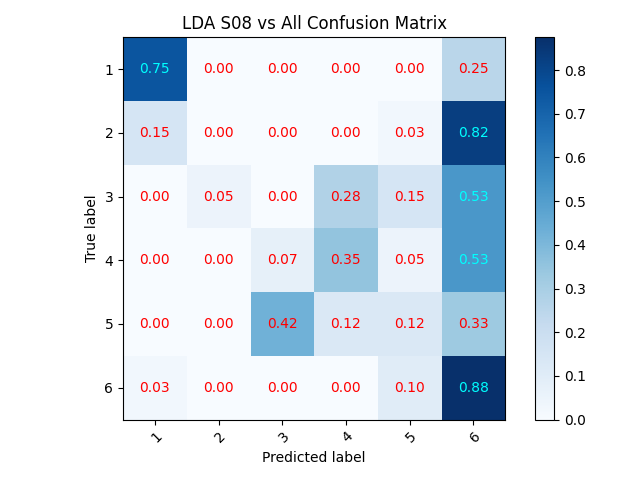 LDA S08 vs All Confusion Matrix
1 0.75 0.00 0.00 0.00 0.00 0.25
2 0.15 0.00 0.00 0.00 0.03 0.82
3 0.00 0.05 0.00 0.28 0.15 0.53
4 0.00 0.00 0.07 0.35 0.05 0.53
5 0.00 0.00 0.42 0.12 0.12 0.33
6 0.03 0.00 0.00 0.00 0.10 0.88
1 2 3 4 5 6
True label
Predicted label
0.8
0.7
0.6
0.5
0.4
0.3
0.2
0.1
0.0